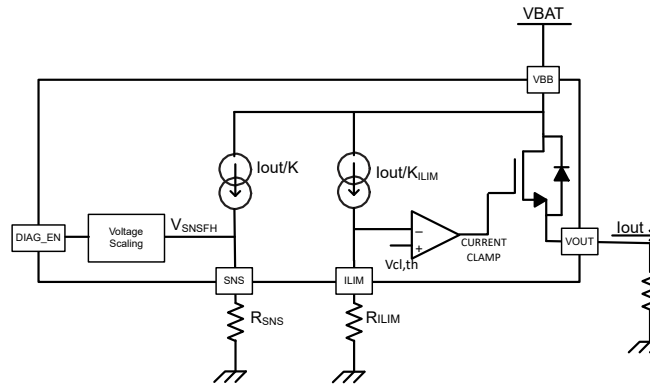 VBAT
VBB
Iout/K
Iout/KILIM
DIAG_EN
Voltage
Scaling
VSNSFH
−
+
Vcl,th
CURRENT
CLAMP
VOUT
Iout
SNS
ILIM
RSNS
RILIM